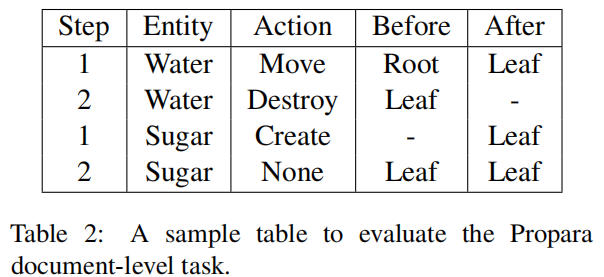 Step Entity Action Before After
1 Water Move Root Leaf
2 Water Destroy Leaf -
1 Sugar Create - Leaf
2 Sugar None Leaf Leaf
Table 2: A sample table to evaluate the Propara
document-level task.